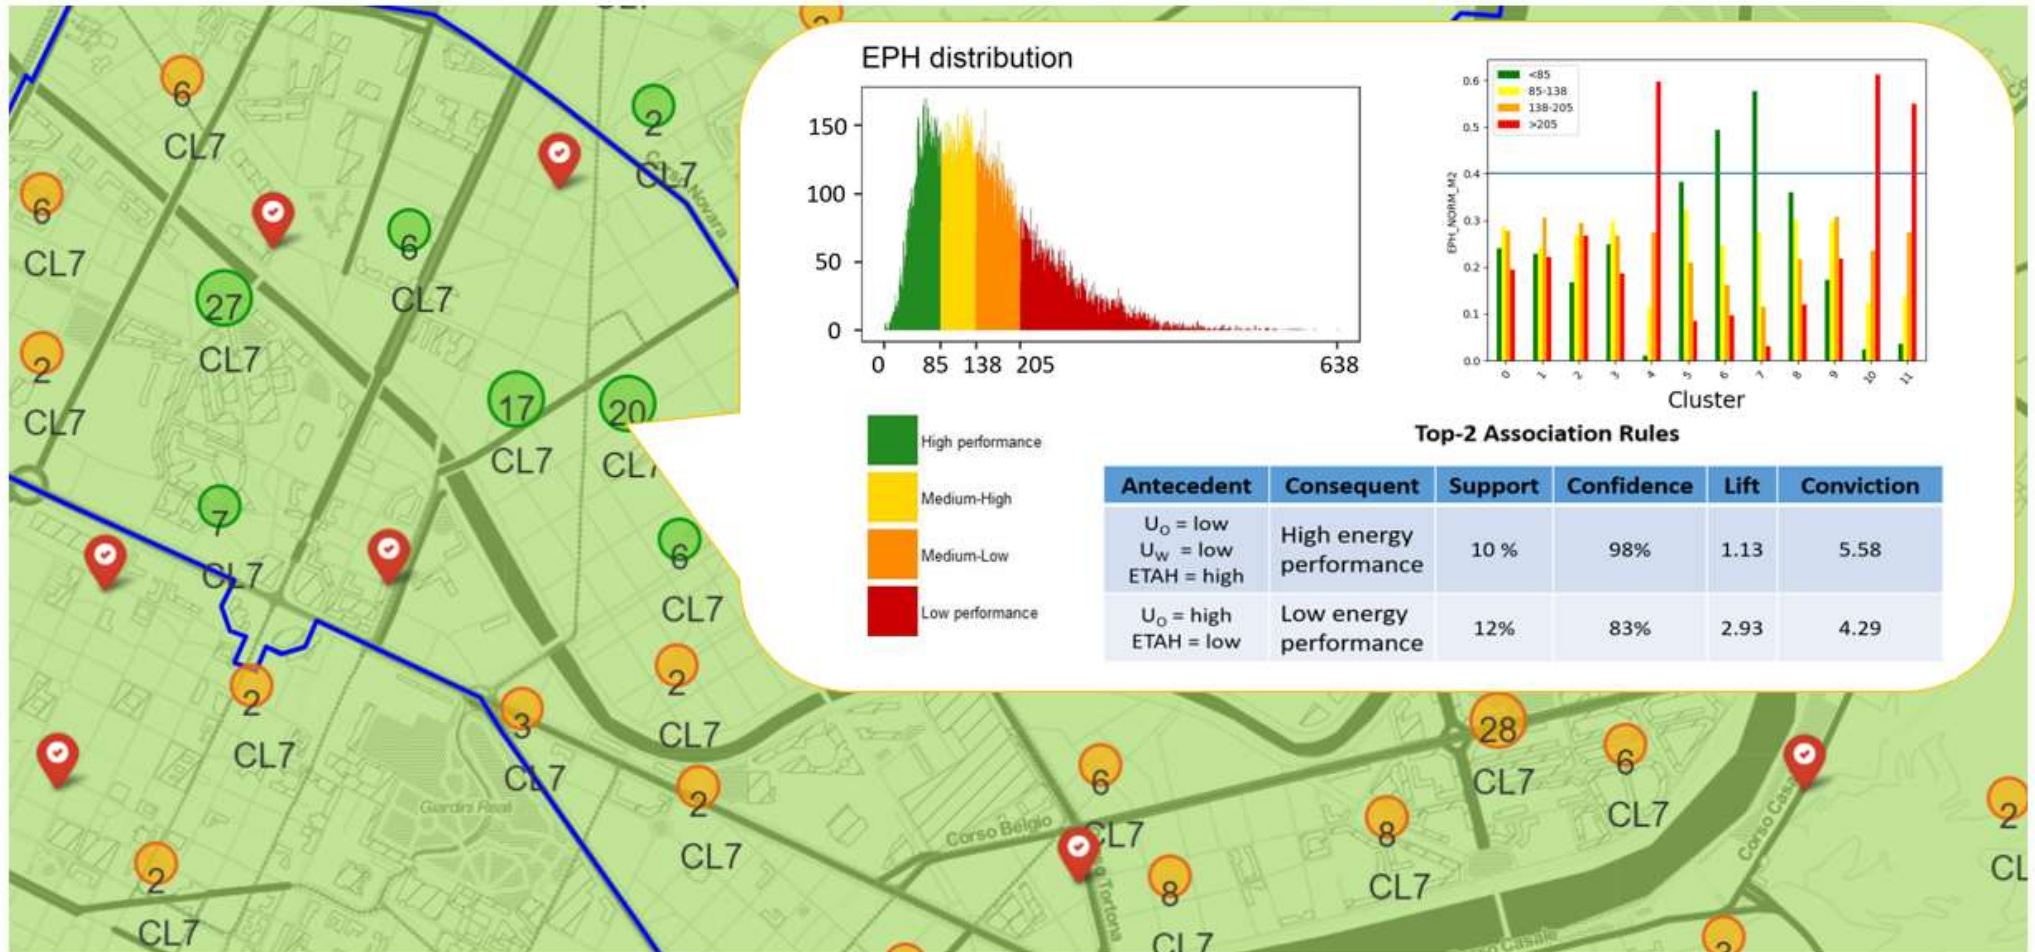 6
CL7
6
CL7
27
CL7
2
CL7
6
CL7
2
CL7
17
CL7
20
7
CL7
6
CL7
2
CL7
2
CL7
3
CL7
2
CL7
2
CL7
Giardini Real
EPH distribution
150
100
50
0
0 85 138 205 638
High performance
Medium-High
Medium-Low
Low performance
<85
85-138
138-205
>205
EPH_NORM_M2
0.6
0.5
0.4
0.3
0.2
0.1
0.0
0 1 2 3 4 5 6 7 8 9 10 11
Cluster
Top-2 Association Rules
Antecedent Consequent Support Confidence Lift Conviction
U_O = low
U_W = low
ETAH = high
High energy
performance
10 % 98% 1.13 5.58
U_O = high
ETAH = low
Low energy
performance
12% 83% 2.93 4.29
28
CL7
6
CL7
6
CL7
Corso Belgio
8
CL7
8
CL7
Tortona
2
CL
Corso Casale